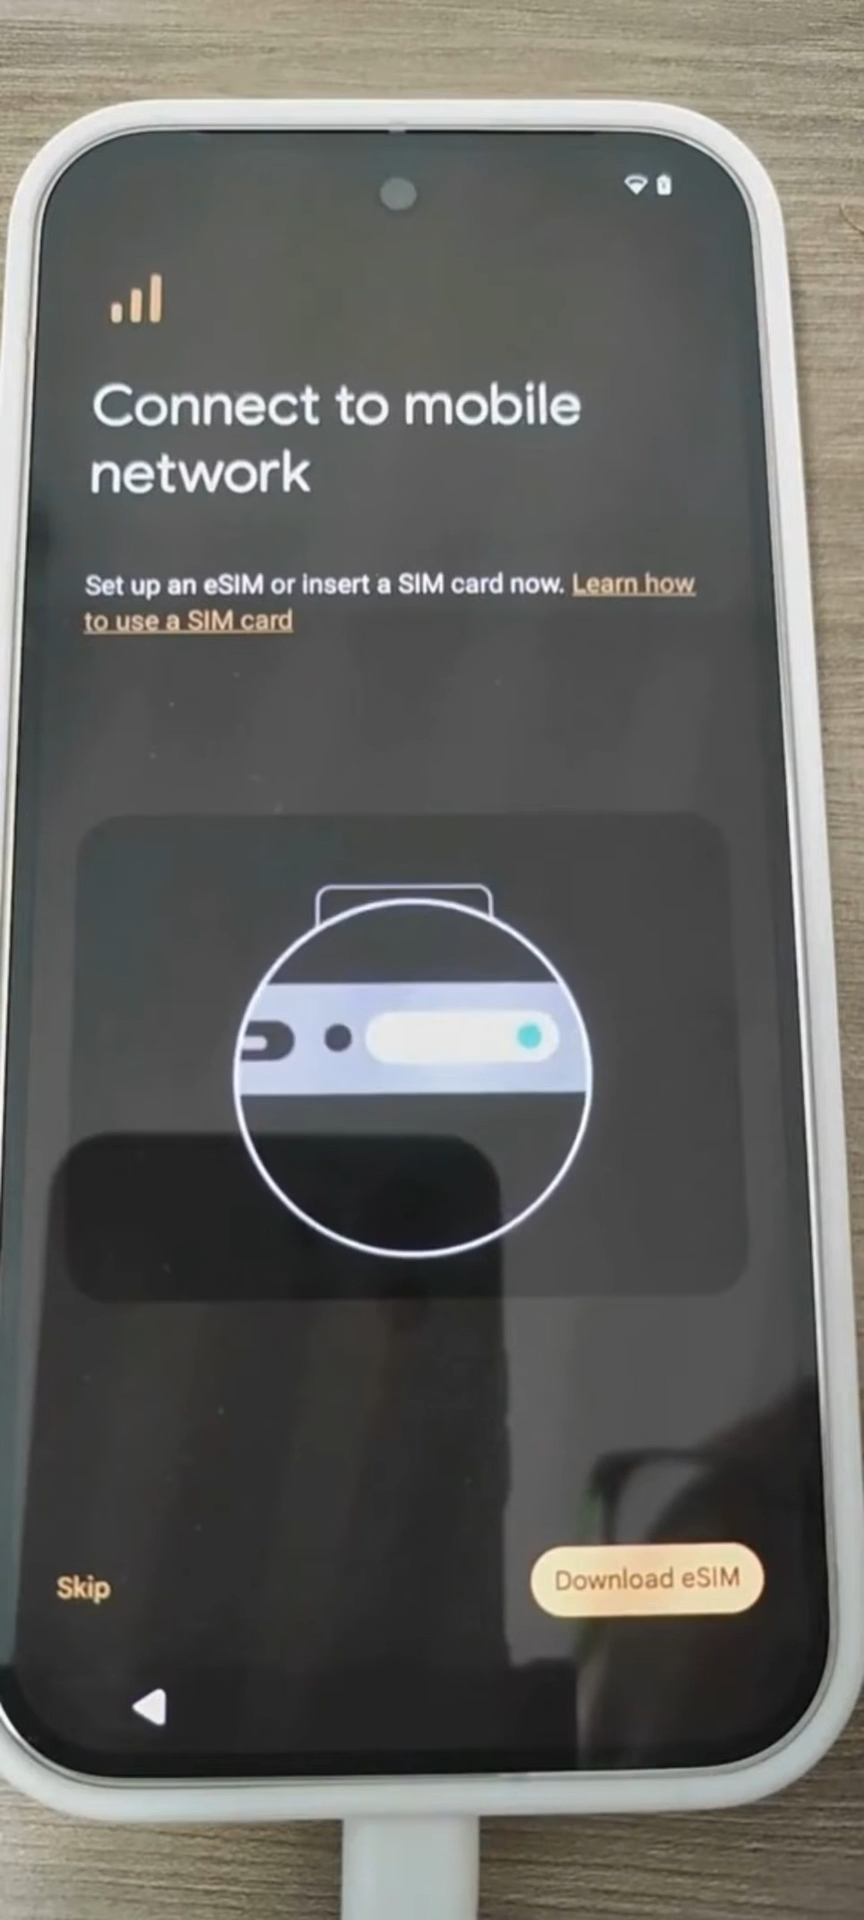 Connect to mobile
network
Set up an eSIM or insert a SIM card now. Learn how
to use a SIM card
Skip
Download eSIM